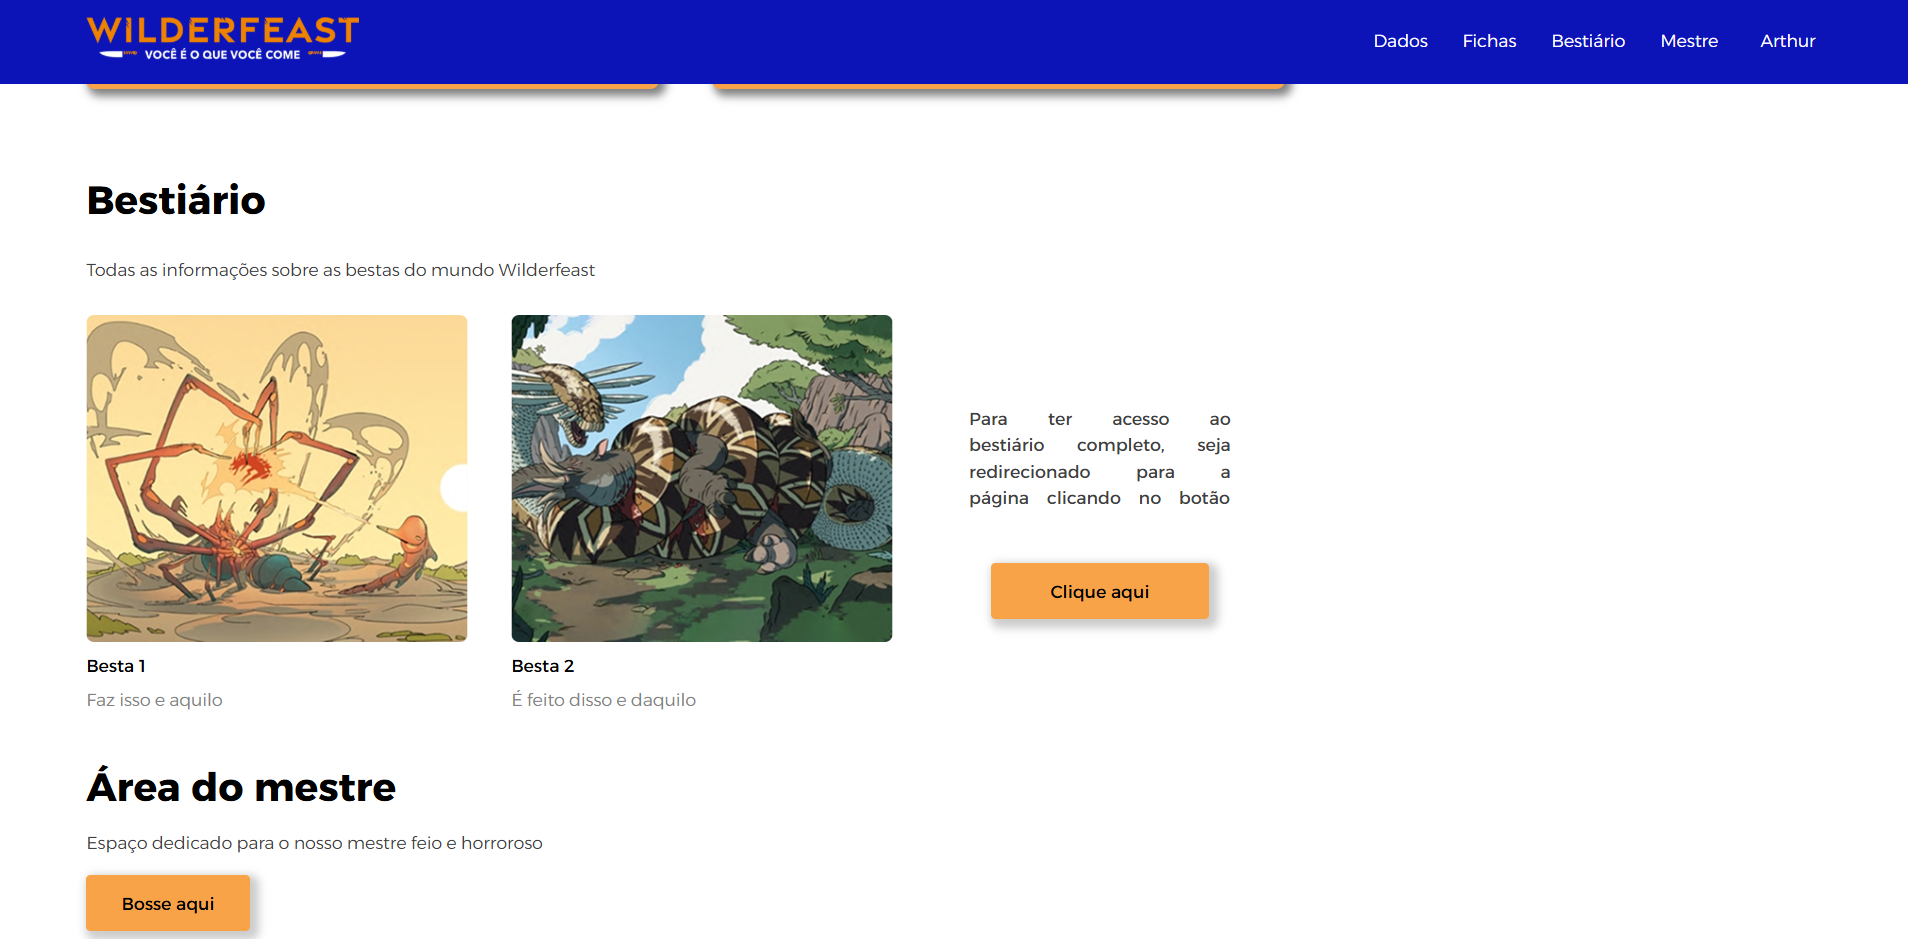 WILDERFEAST
VOCÊ É O QUE VOCÊ COME
Dados Fichas Bestiário Mestre Arthur
Bestiário
Todas as informações sobre as bestas do mundo Wilderfeast
Para ter acesso ao
bestiário completo, seja
redirecionado para a
página clicando no botão
Clique aqui
Besta 1
Faz isso e aquilo
Besta 2
É feito disso e daquilo
Área do mestre
Espaço dedicado para o nosso mestre feio e horroroso
Bosse aqui